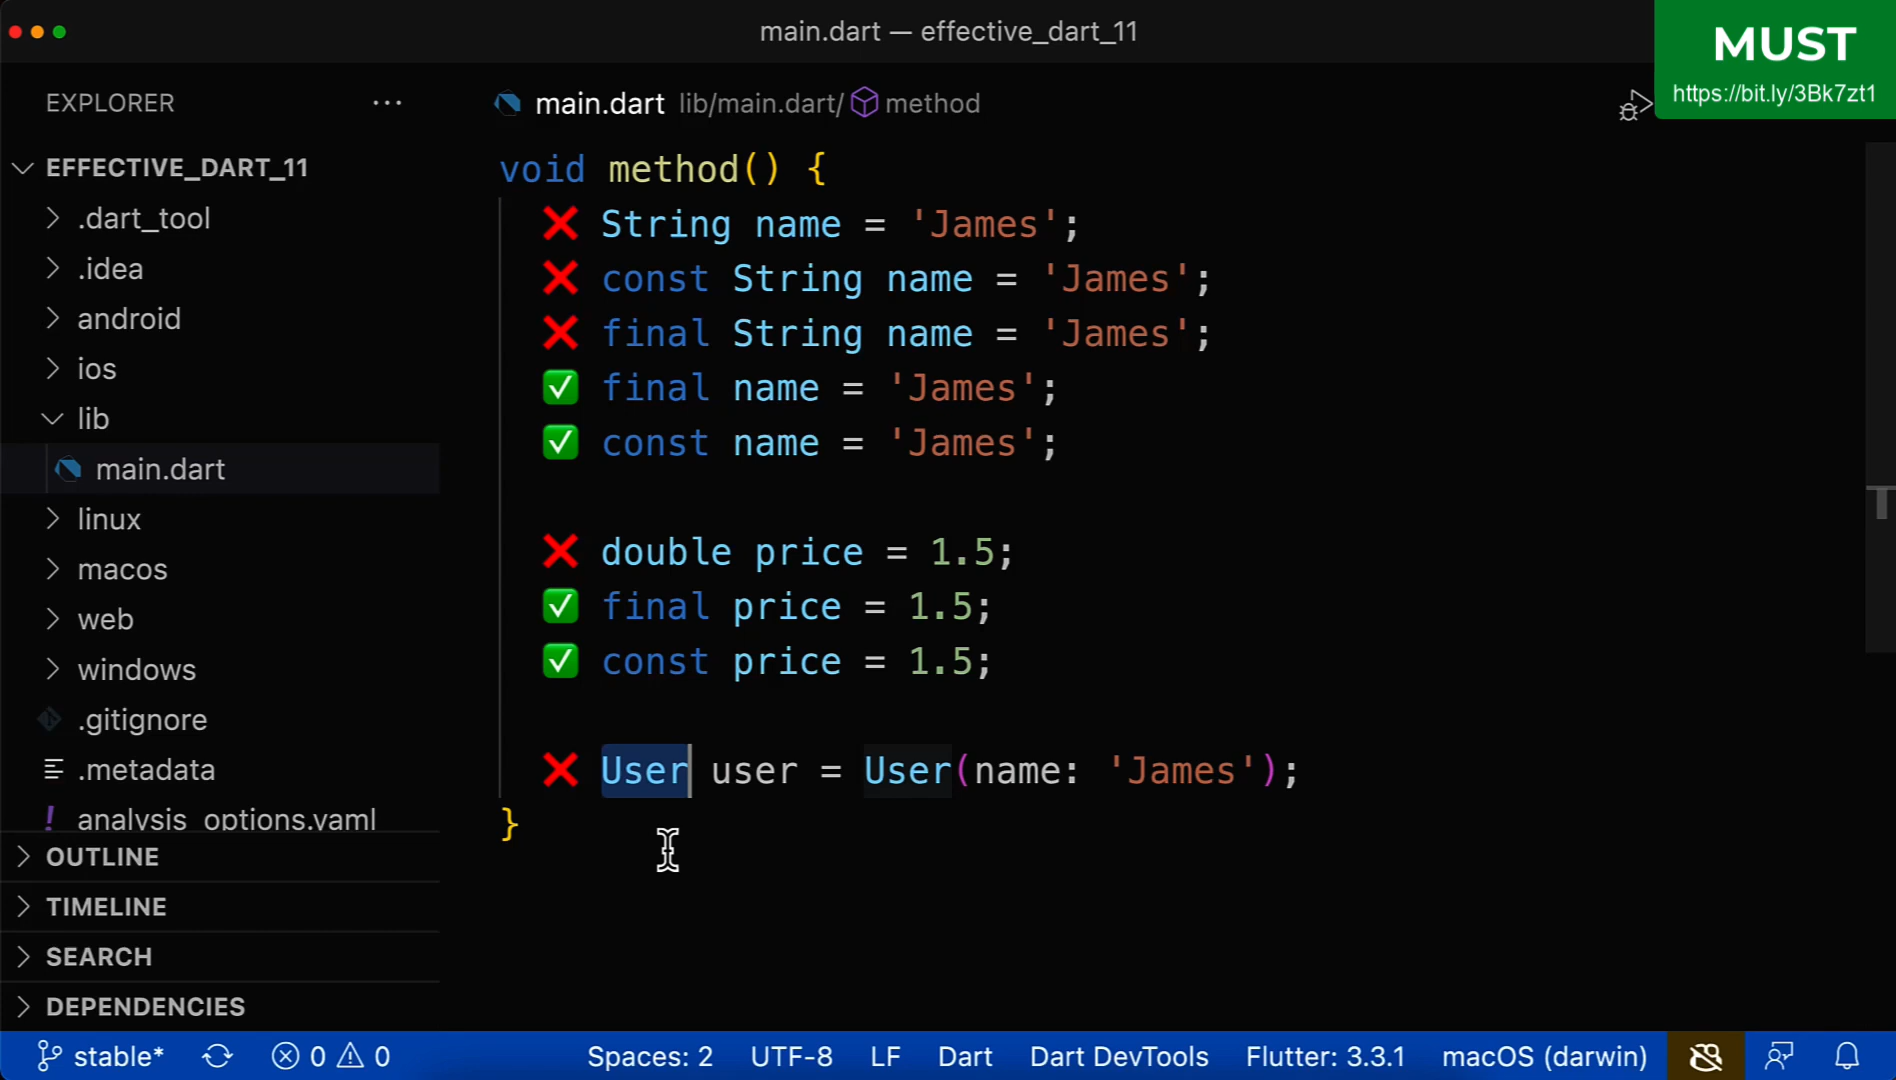 main.dart — effective_dart_11
MUST
https://bit.ly/3Bk7zt1
EXPLORER
EFFECTIVE_DART_11
.dart_tool
.idea
android
ios
lib
main.dart
linux
macos
web
windows
.gitignore
.metadata
analysis_options.yaml
OUTLINE
TIMELINE
SEARCH
DEPENDENCIES
main.dart lib/main.dart/ method
void method() {
❌ String name = 'James';
❌ const String name = 'James';
❌ final String name = 'James';
✅ final name = 'James';
✅ const name = 'James';
❌ double price = 1.5;
✅ final price = 1.5;
✅ const price = 1.5;
❌ User user = User(name: 'James');
}
stable* 0 0 Spaces: 2 UTF-8 LF Dart Dart DevTools Flutter: 3.3.1 macOS (darwin)